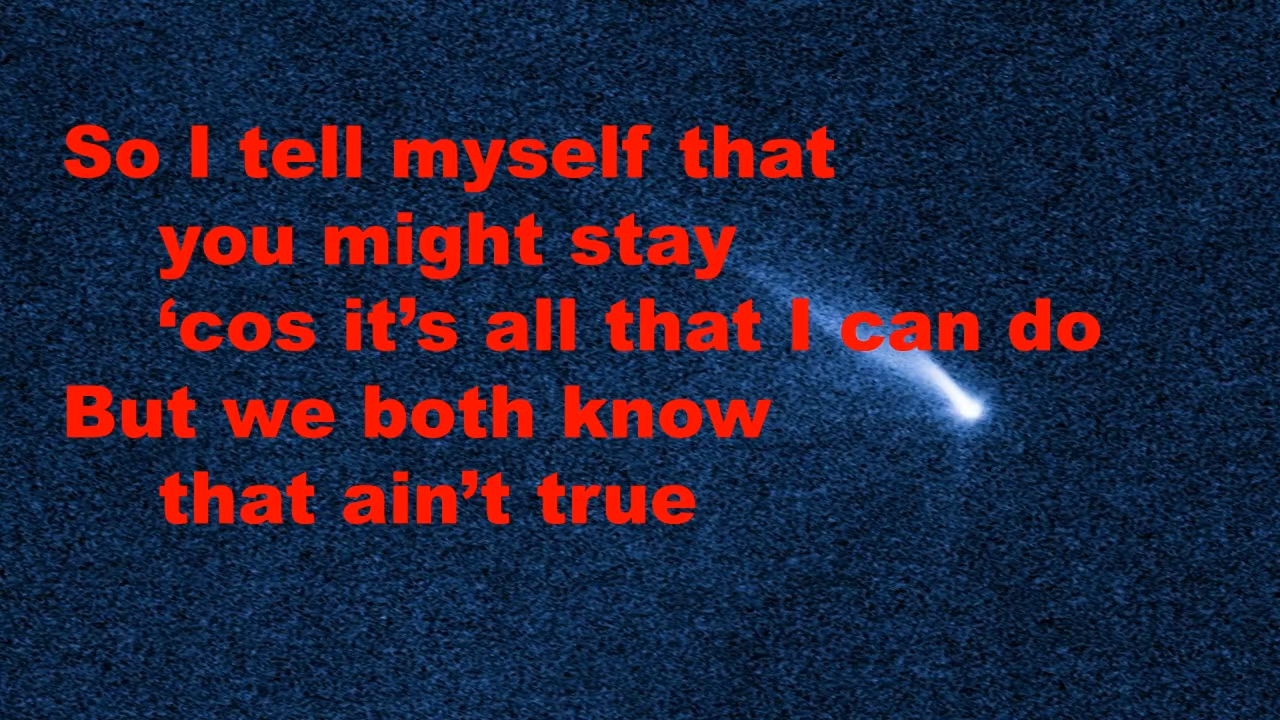 So I tell myself that
you might stay
‘cos it’s all that I can do
But we both know
that ain’t true